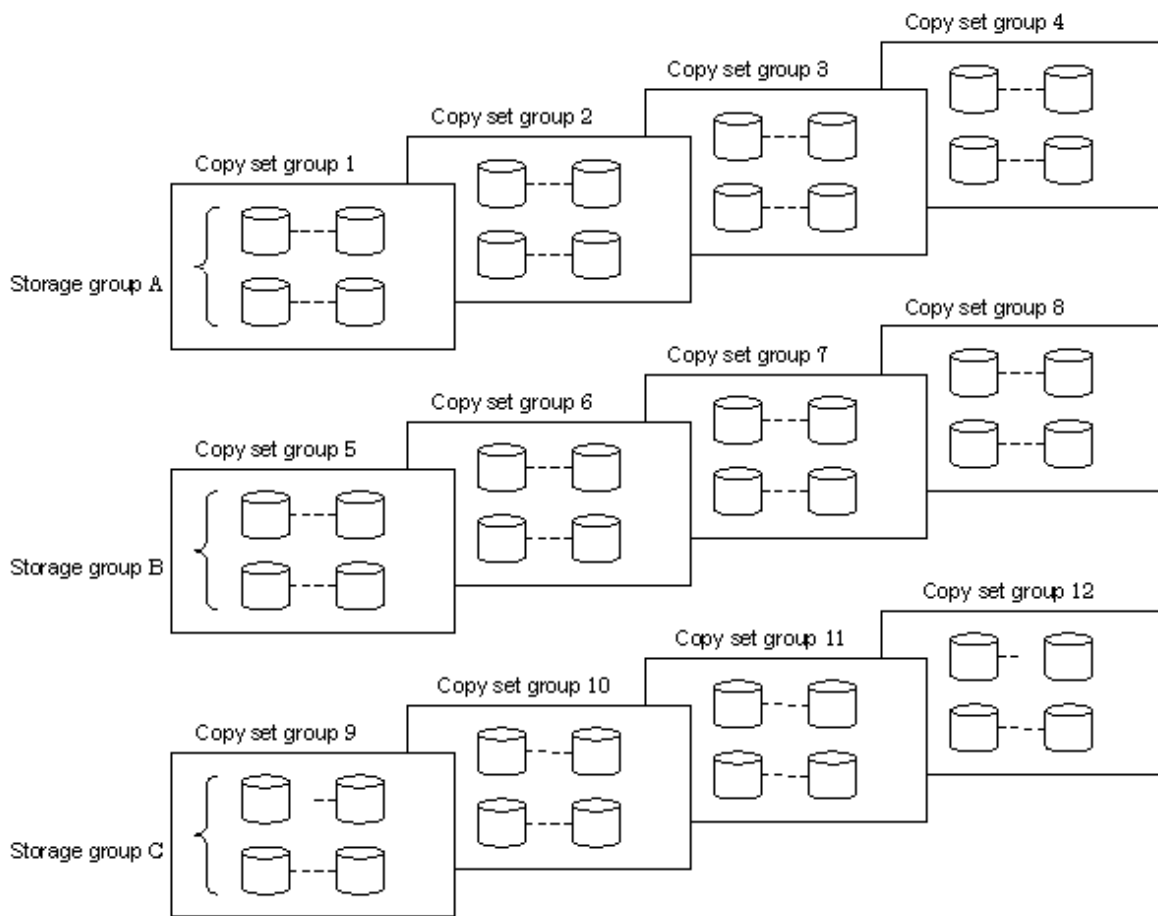 Copy set group 4
Copy set group 3
Copy set group 2
Copy set group 1
Storage group A
Copy set group 8
Copy set group 7
Copy set group 6
Copy set group 5
Storage group B
Copy set group 12
Copy set group 11
Copy set group 10
Copy set group 9
Storage group C